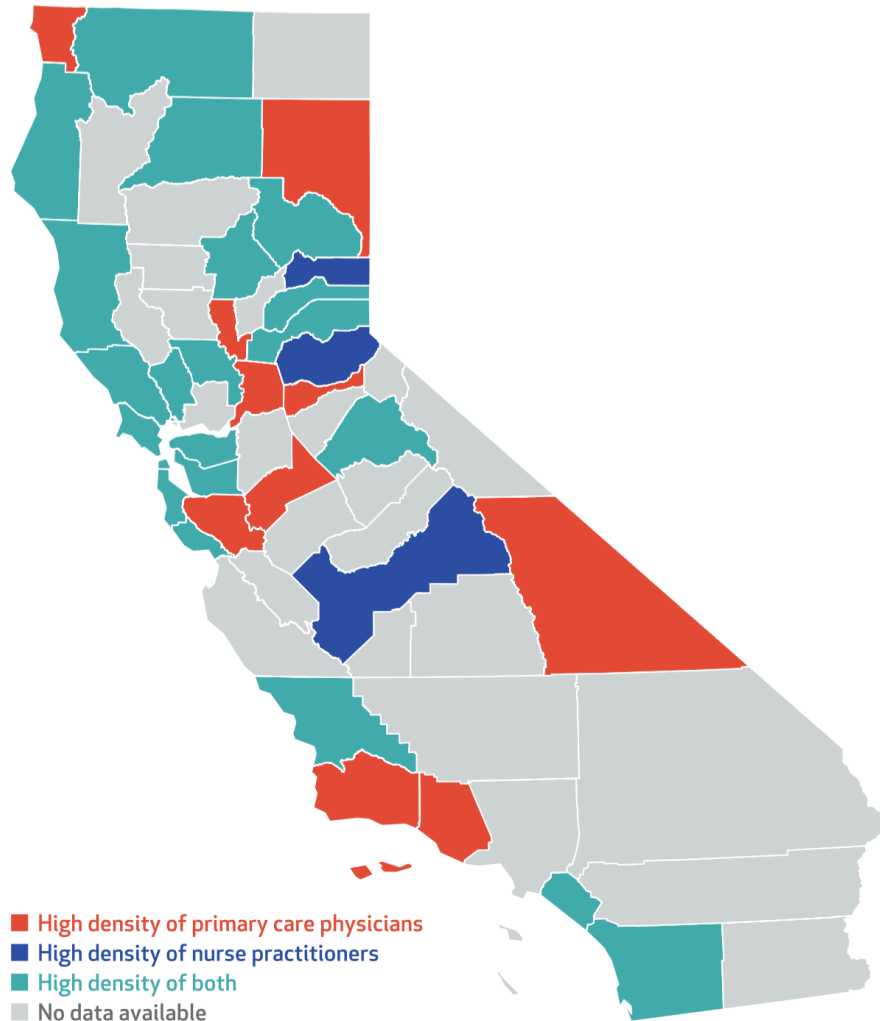 High density of primary care physicians
High density of nurse practitioners
High density of both
No data available